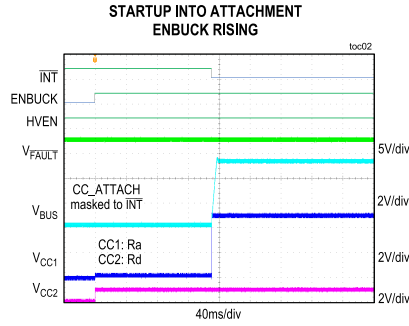 STARTUP INTO ATTACHMENT
ENBUCK RISING
toc02
INT
ENBUCK
HVEN
VFAULT
5V/div
CC_ATTACH
masked to INT
2V/div
VBUS
CC1: Ra
CC2: Rd
VCC1
2V/div
VCC2
2V/div
40ms/div